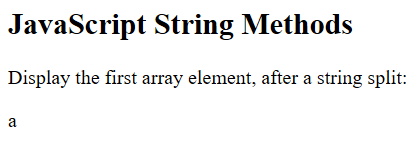 JavaScript String Methods
Display the first array element, after a string split:
a